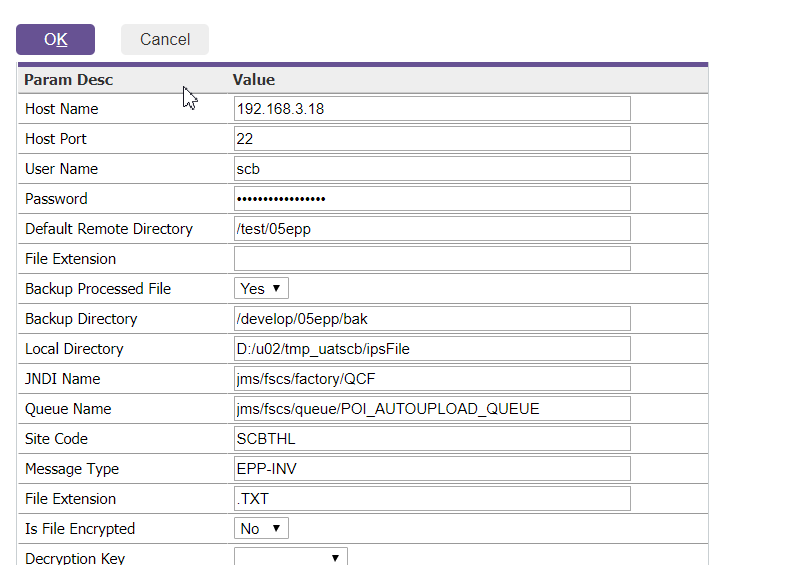 OK Cancel
Param Desc Value
Host Name 192.168.3.18
Host Port 22
User Name scb
Password •••••••••••••••••
Default Remote Directory /test/05epp
File Extension
Backup Processed File Yes
Backup Directory /develop/05epp/bak
Local Directory D:/u02/tmp_uatscb/ipsFile
JNDI Name jms/fscs/factory/QCF
Queue Name jms/fscs/queue/POI_AUTOUPLOAD_QUEUE
Site Code SCBTHL
Message Type EPP-INV
File Extension .TXT
Is File Encrypted No
Decryption Key